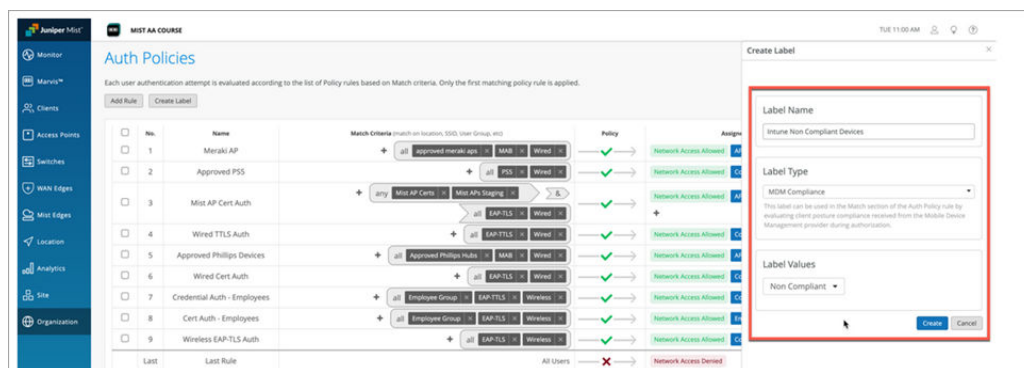 Juniper Mist
MIST AA COURSE
TUE 11:00 AM
Monitor
Marvis™
Clients
Access Points
Switches
WAN Edges
Mist Edges
Location
Analytics
Site
Organization
Auth Policies
Each user authentication attempt is evaluated according to the list of Policy rules based on Match criteria. Only the first matching policy rule is applied.
Add Rule Create Label
No. Name Match Criteria (match on location, SSID, User Group, etc) Policy
1 Meraki AP + all approved meraki aps × MAB × Wired × Network Access Allowed
2 Approved PS5 + all PS5 × Wired × Network Access Allowed
3 Mist AP Cert Auth + any Mist AP Certs × Mist APs Staging × & Network Access Allowed
all EAP-TLS × Wired × +
4 Wired TTLS Auth + all EAP-TTLS × Wired × Network Access Allowed
5 Approved Phillips Devices + all Approved Phillips Hubs × MAB × Wired × Network Access Allowed
6 Wired Cert Auth + all EAP-TLS × Wired × Network Access Allowed
7 Credential Auth - Employees + all Employee Group × EAP-TTLS × Wireless × Network Access Allowed
8 Cert Auth - Employees + all Employee Group × EAP-TLS × Wireless × Network Access Allowed
9 Wireless EAP-TLS Auth + all EAP-TLS × Wireless × Network Access Allowed
Last Last Rule All Users Network Access Denied
Create Label ×
Label Name
Intune Non Compliant Devices
Label Type
MDM Compliance
This label can be used in the Match section of the Auth Policy rule by
evaluating client posture compliance received from the Mobile Device
Management provider during authorization.
Label Values
Non Compliant
Create Cancel